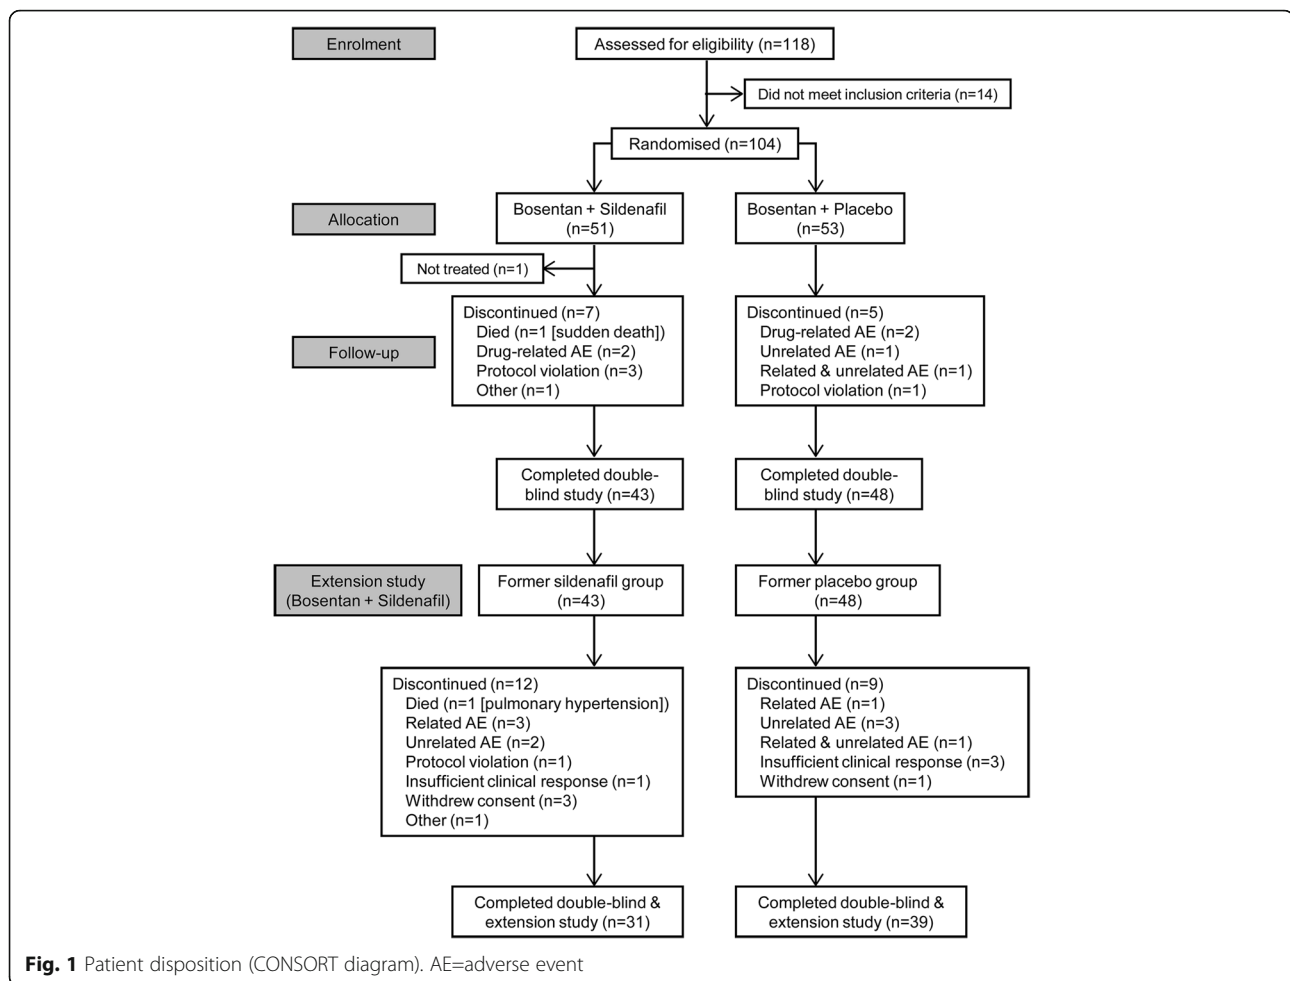 Enrolment
Assessed for eligibility (n=118)
Did not meet inclusion criteria (n=14)
Randomised (n=104)
Allocation
Bosentan + Sildenafil
(n=51)
Bosentan + Placebo
(n=53)
Not treated (n=1)
Follow-up
Discontinued (n=7)
Died (n=1 [sudden death])
Drug-related AE (n=2)
Protocol violation (n=3)
Other (n=1)
Discontinued (n=5)
Drug-related AE (n=2)
Unrelated AE (n=1)
Related & unrelated AE (n=1)
Protocol violation (n=1)
Completed double-
blind study (n=43)
Completed double-
blind study (n=48)
Extension study
(Bosentan + Sildenafil)
Former sildenafil group
(n=43)
Former placebo group
(n=48)
Discontinued (n=12)
Died (n=1 [pulmonary hypertension])
Related AE (n=3)
Unrelated AE (n=2)
Protocol violation (n=1)
Insufficient clinical response (n=1)
Withdrew consent (n=3)
Other (n=1)
Discontinued (n=9)
Related AE (n=1)
Unrelated AE (n=3)
Related & unrelated AE (n=1)
Insufficient clinical response (n=3)
Withdrew consent (n=1)
Completed double-blind &
extension study (n=31)
Completed double-blind &
extension study (n=39)
Fig. 1 Patient disposition (CONSORT diagram). AE=adverse event